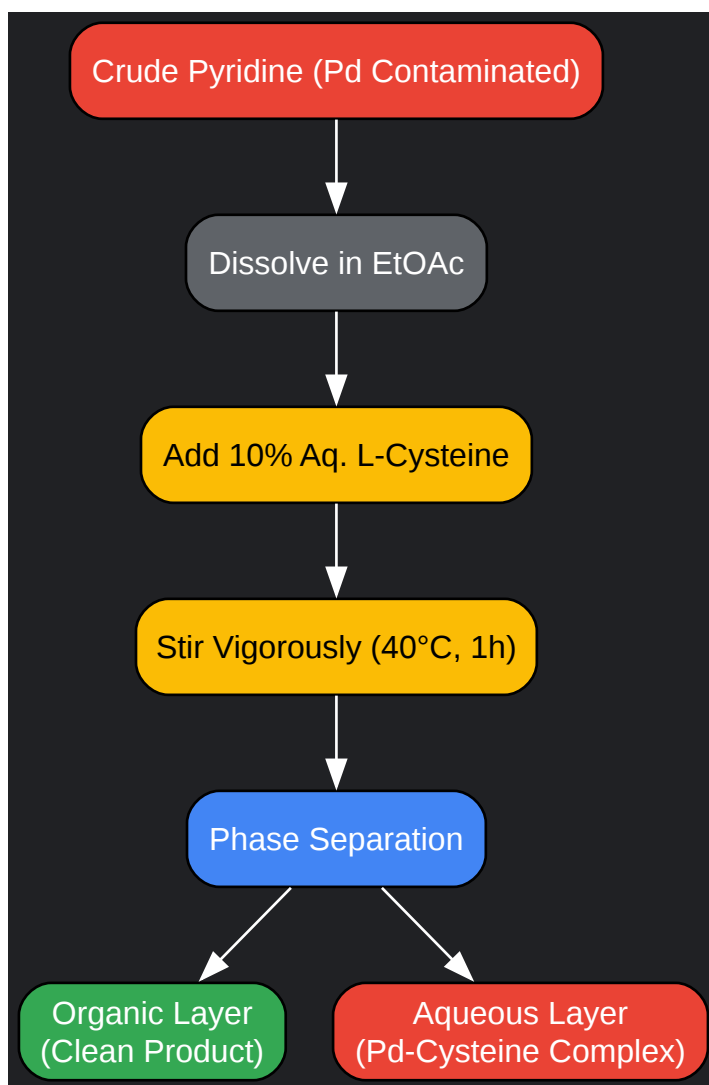 Crude Pyridine (Pd Contaminated)
Dissolve in EtOAc
Add 10% Aq. L-Cysteine
Stir Vigorously (40°C, 1h)
Phase Separation
Organic Layer
(Clean Product)
Aqueous Layer
(Pd-Cysteine Complex)